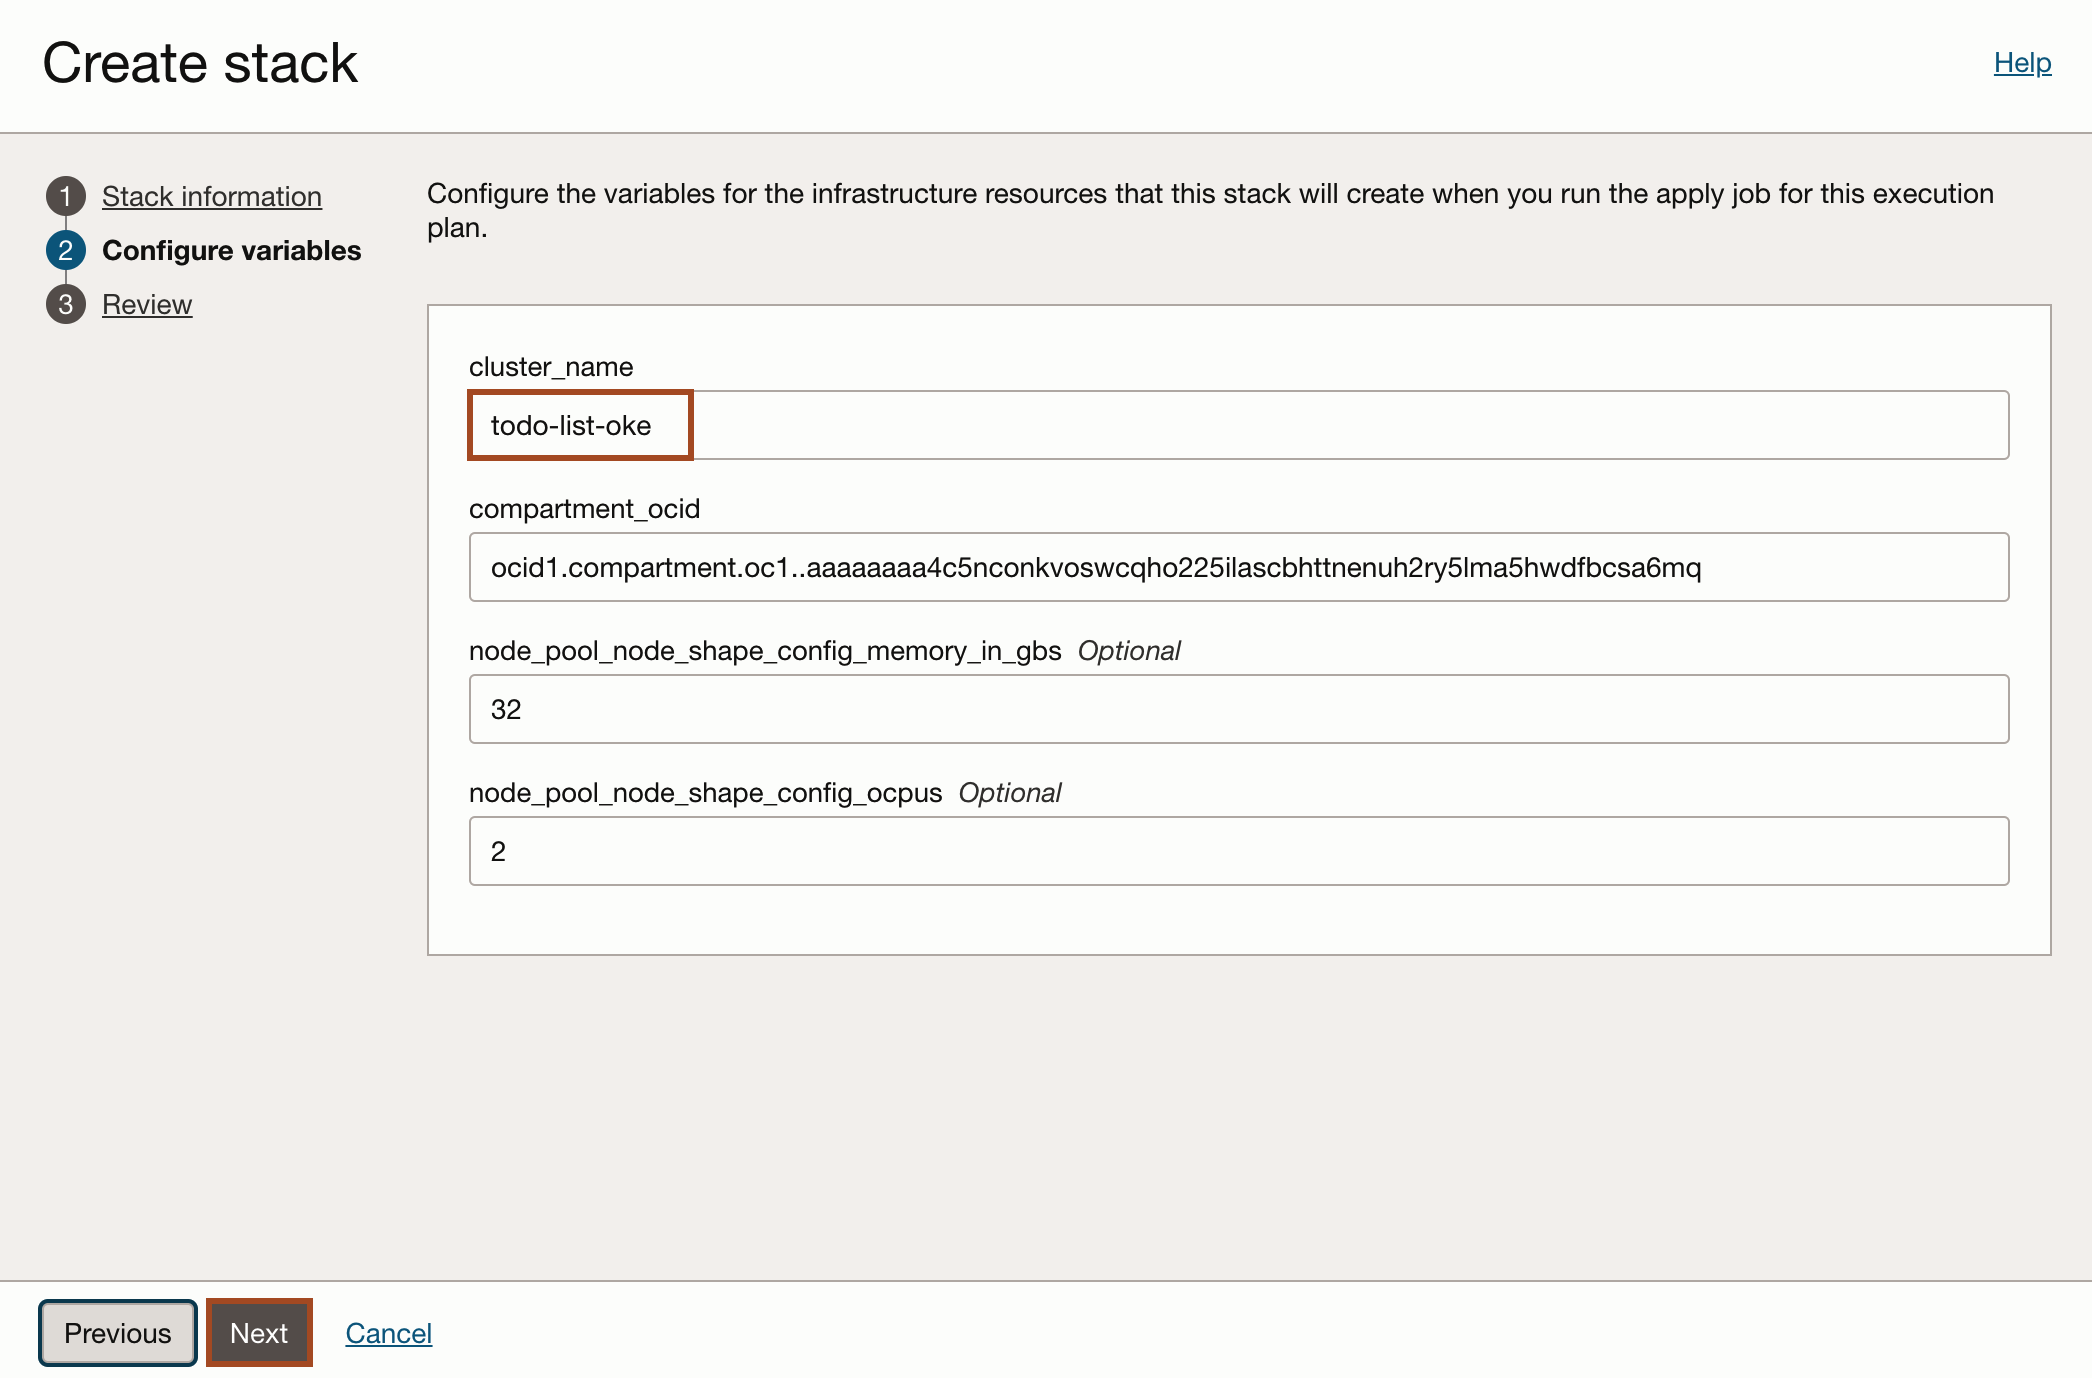 Create stack
Help
1 Stack information
2 Configure variables
3 Review
Configure the variables for the infrastructure resources that this stack will create when you run the apply job for this execution
plan.
cluster_name
todo-list-oke
compartment_ocid
ocid1.compartment.oc1..aaaaaaaa4c5nconkvoswcqho225ilascbhttnenuh2ry5lma5hwdfbcsa6mq
node_pool_node_shape_config_memory_in_gbs Optional
32
node_pool_node_shape_config_ocpus Optional
2
Previous Next Cancel